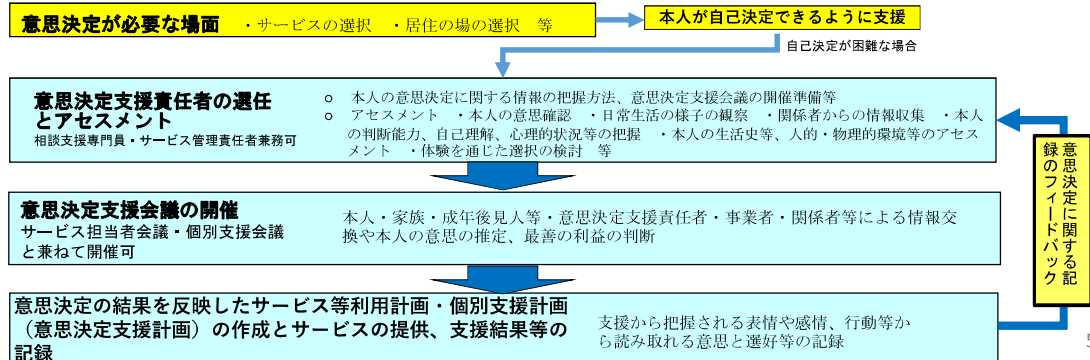 意思決定が必要な場面 ・サービスの選択 ・居住の場の選択 等
本人が自己決定できるように支援
自己決定が困難な場合
意思決定支援責任者の選任
とアセスメント
相談支援専門員・サービス管理責任者兼務可
○ 本人の意思決定に関する情報の把握方法、意思決定支援会議の開催準備等
○ アセスメント ・本人の意思確認 ・日常生活の様子の観察 ・関係者からの情報収集 ・本人
の判断能力、自己理解、心理的状況等の把握 ・本人の生活史等、人的・物理的環境等のアセス
メント ・体験を通じた選択の検討 等
意思決定支援会議の開催
サービス担当者会議・個別支援会議
と兼ねて開催可
本人・家族・成年後見人等・意思決定支援責任者・事業者・関係者等による情報交
換や本人の意思の推定、最善の利益の判断
意思決定の結果を反映したサービス等利用計画・個別支援計画
（意思決定支援計画）の作成とサービスの提供、支援結果等の
記録
支援から把握される表情や感情、行動等か
ら読み取れる意思と選好等の記録
意思決定に関する記
録のフィードバック